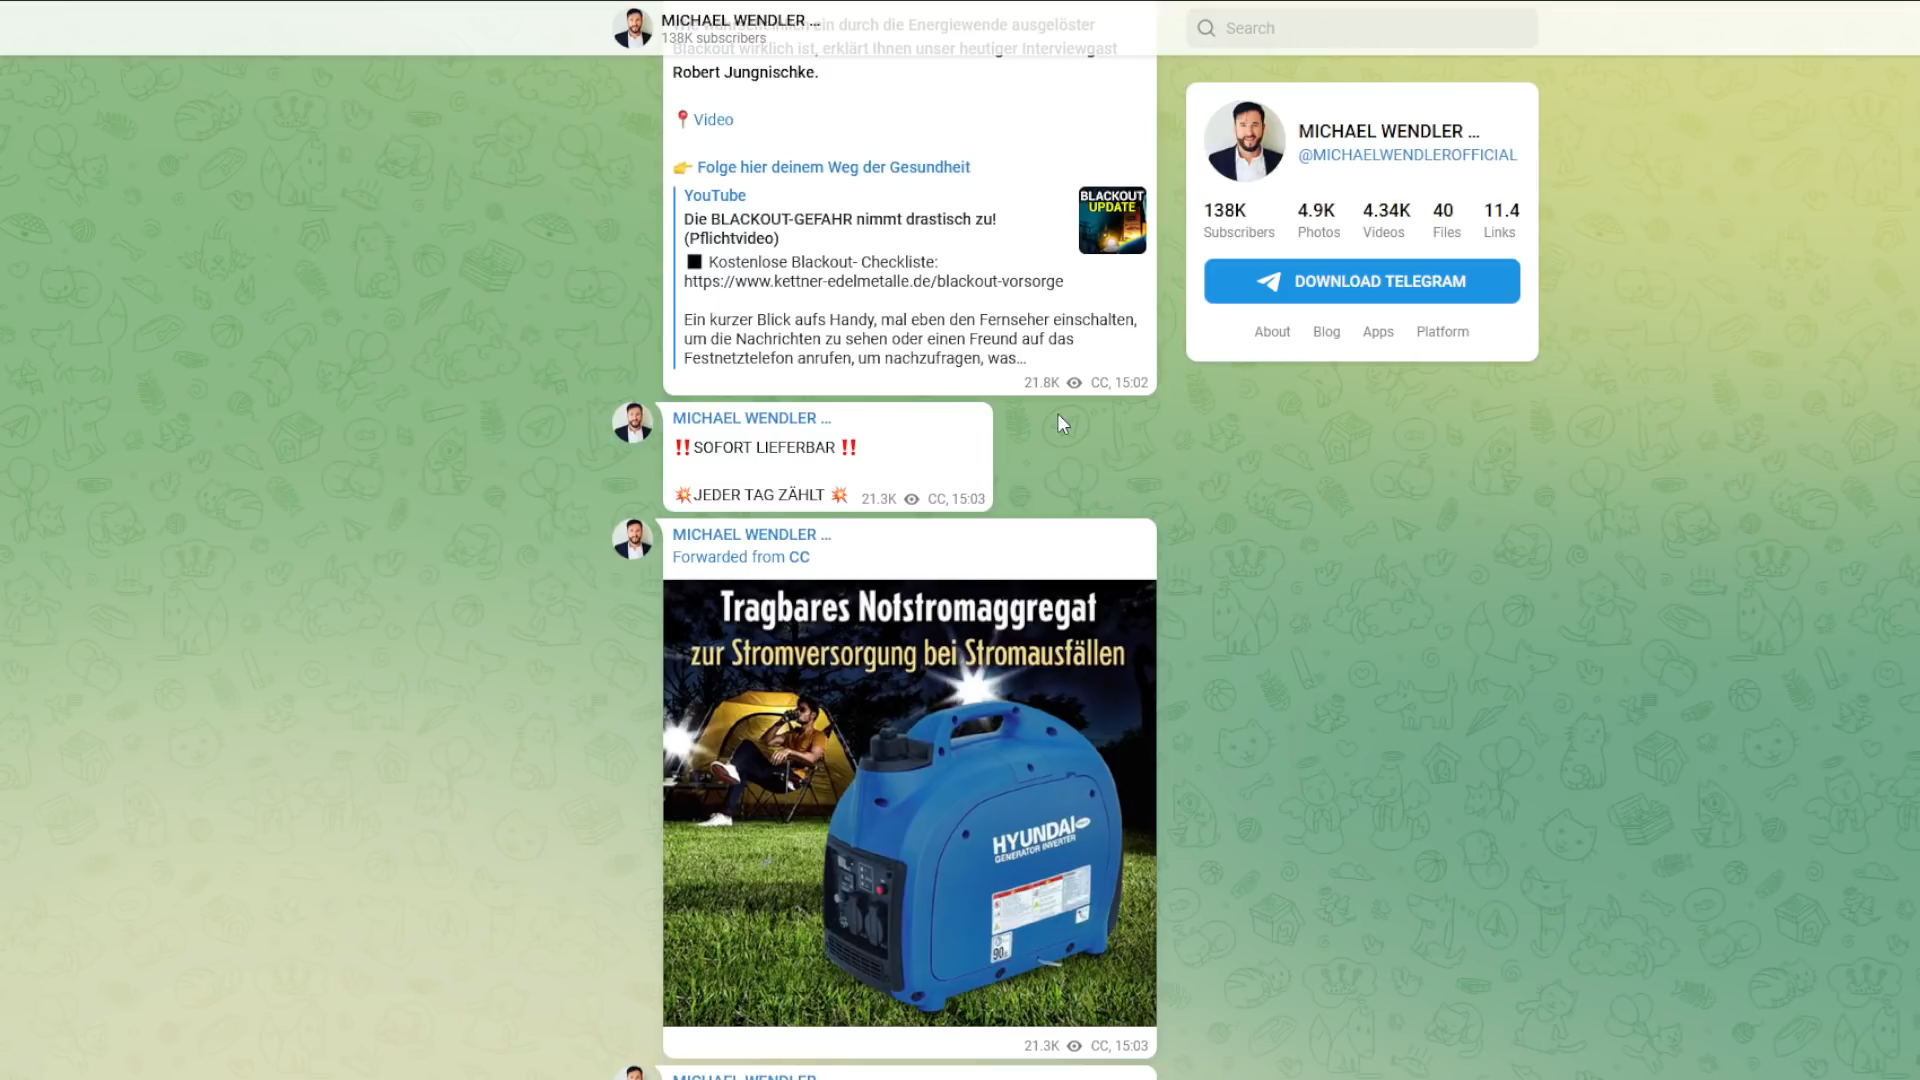 MICHAEL WENDLER ...
138K subscribers
Search
Wie wahrscheinlich ein durch die Energiewende ausgelöster
Blackout wirklich ist, erklärt Ihnen unser heutiger Interviewgast
Robert Jungnischke.
📍Video
👉 Folge hier deinem Weg der Gesundheit
YouTube
Die BLACKOUT-GEFAHR nimmt drastisch zu!
(Pflichtvideo)
BLACKOUT
UPDATE
⬛ Kostenlose Blackout- Checkliste:
https://www.kettner-edelmetalle.de/blackout-vorsorge
Ein kurzer Blick aufs Handy, mal eben den Fernseher einschalten,
um die Nachrichten zu sehen oder einen Freund auf das
Festnetztelefon anrufen, um nachzufragen, was...
21.8K CC, 15:02
MICHAEL WENDLER ...
‼️SOFORT LIEFERBAR ‼️
💥JEDER TAG ZÄHLT 💥
21.3K CC, 15:03
MICHAEL WENDLER ...
Forwarded from CC
Tragbares Notstromaggregat
zur Stromversorgung bei Stromausfällen
HYUNDAI
GENERATOR INVERTER
90
21.3K CC, 15:03
MICHAEL WENDLER
MICHAEL WENDLER ...
@MICHAELWENDLEROFFICIAL
138K 4.9K 4.34K 40 11.4
Subscribers Photos Videos Files Links
DOWNLOAD TELEGRAM
About Blog Apps Platform